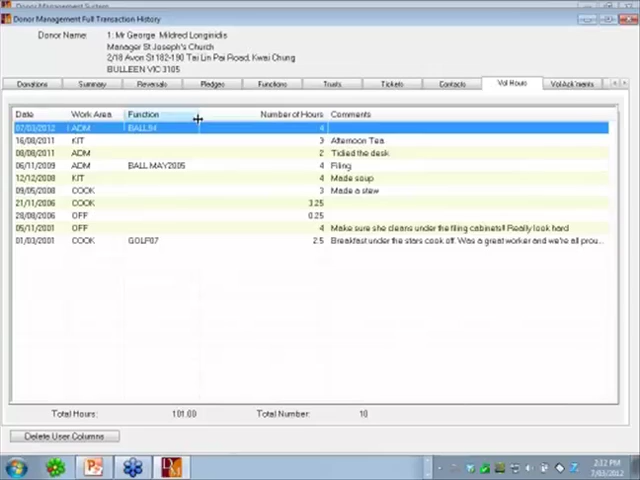 Donor Management System
Donor Management Full Transaction History
Donor Name: 1: Mr George Mildred Longinidis
Manager St Joseph's Church
2/18 Avon St 182-190 Tai Lin Pai Road, Kwai Chung
BULLEEN VIC 3105
Donations Summary Reversals Pledges Functions Trusts Tickets Contacts Vol Hours Vol Ack'ments
Date Work Area Function Number of Hours Comments
07/03/2012 ADM BALL94 4
16/08/2011 KIT 3 Afternoon Tea
08/08/2011 ADM 2 Tidied the desk
06/11/2009 ADM BALL MAY2005 4 Filing
12/12/2008 KIT 4 Made soup
09/05/2008 COOK 3 Made a stew
21/11/2006 COOK 3.25
28/08/2006 OFF 0.25
05/11/2001 OFF 4 Make sure she cleans under the filing cabinets!! Really look hard
01/03/2001 COOK GOLF07 2.5 Breakfast under the stars cook off. Was a great worker and we're all prou...
Total Hours: 101.00 Total Number: 10
Delete User Columns
2:12 PM
7/03/2012